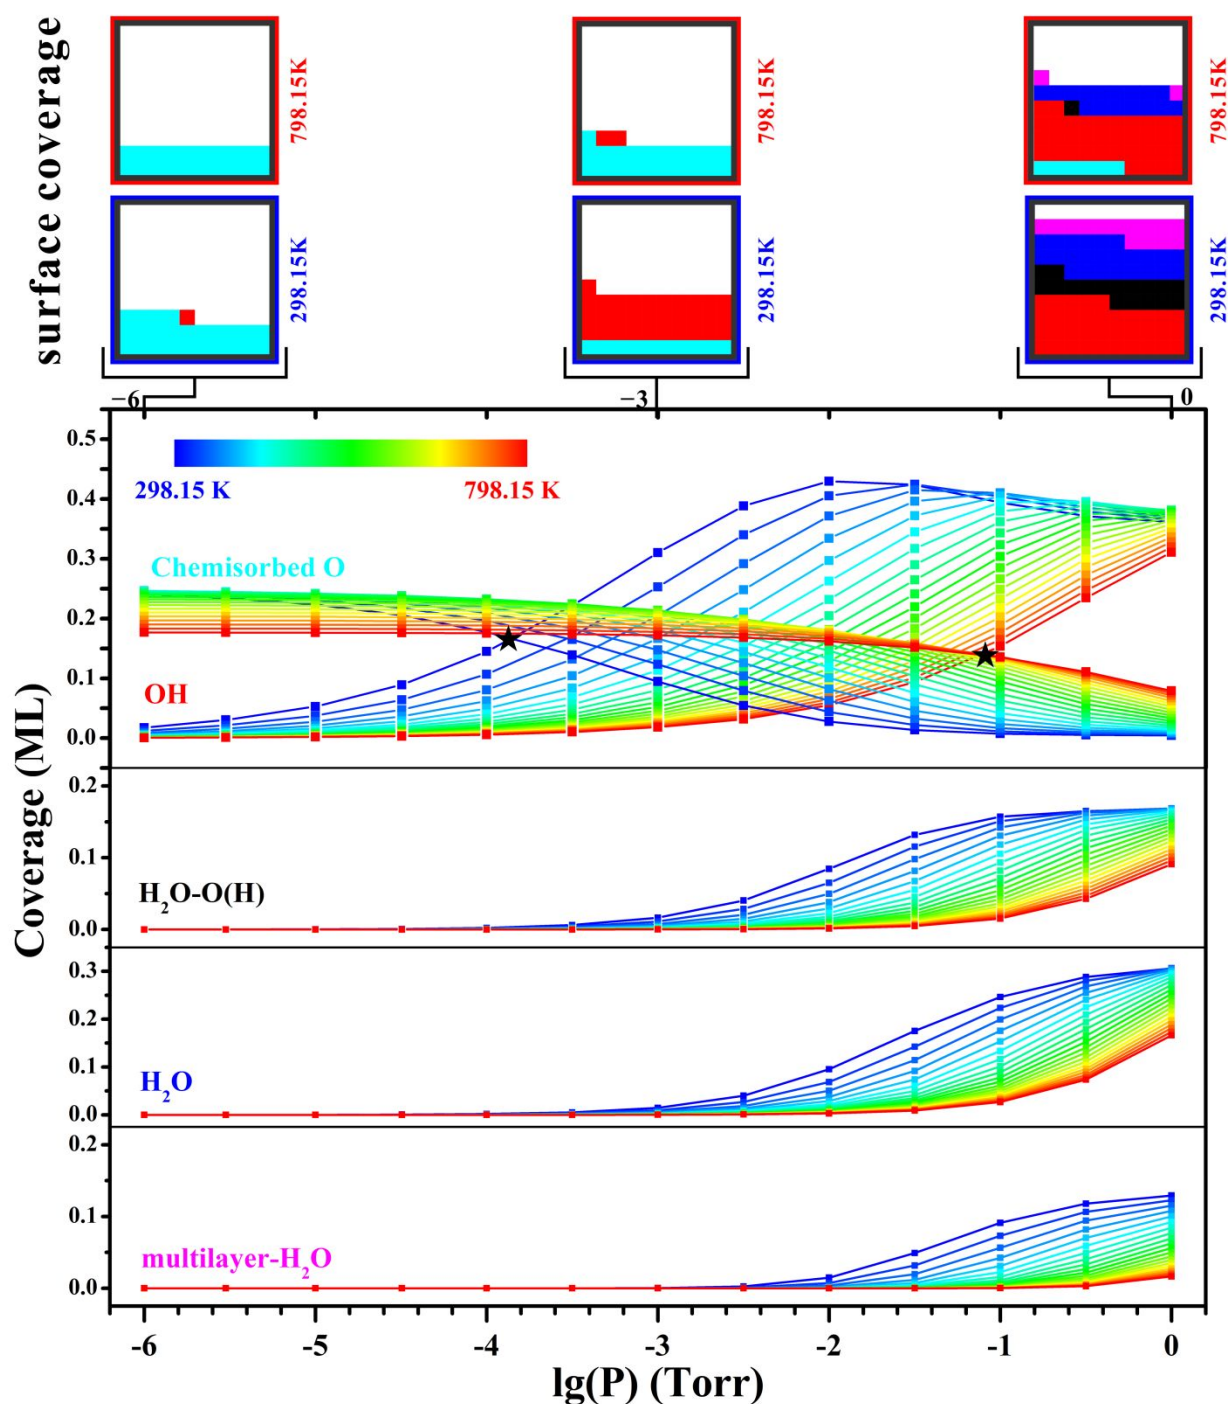 surface coverage
798.15K
798.15K
798.15K
298.15K
298.15K
298.15K
−6
−3
0
0.5
0.4
0.3
0.2
0.1
0.0
298.15 K
798.15 K
Chemisorbed O
OH
Coverage (ML)
0.2
0.1
0.0
H₂O-O(H)
0.3
0.2
0.1
0.0
H₂O
0.2
0.1
0.0
multilayer-H₂O
-6
-5
-4
-3
-2
-1
0
lg(P) (Torr)